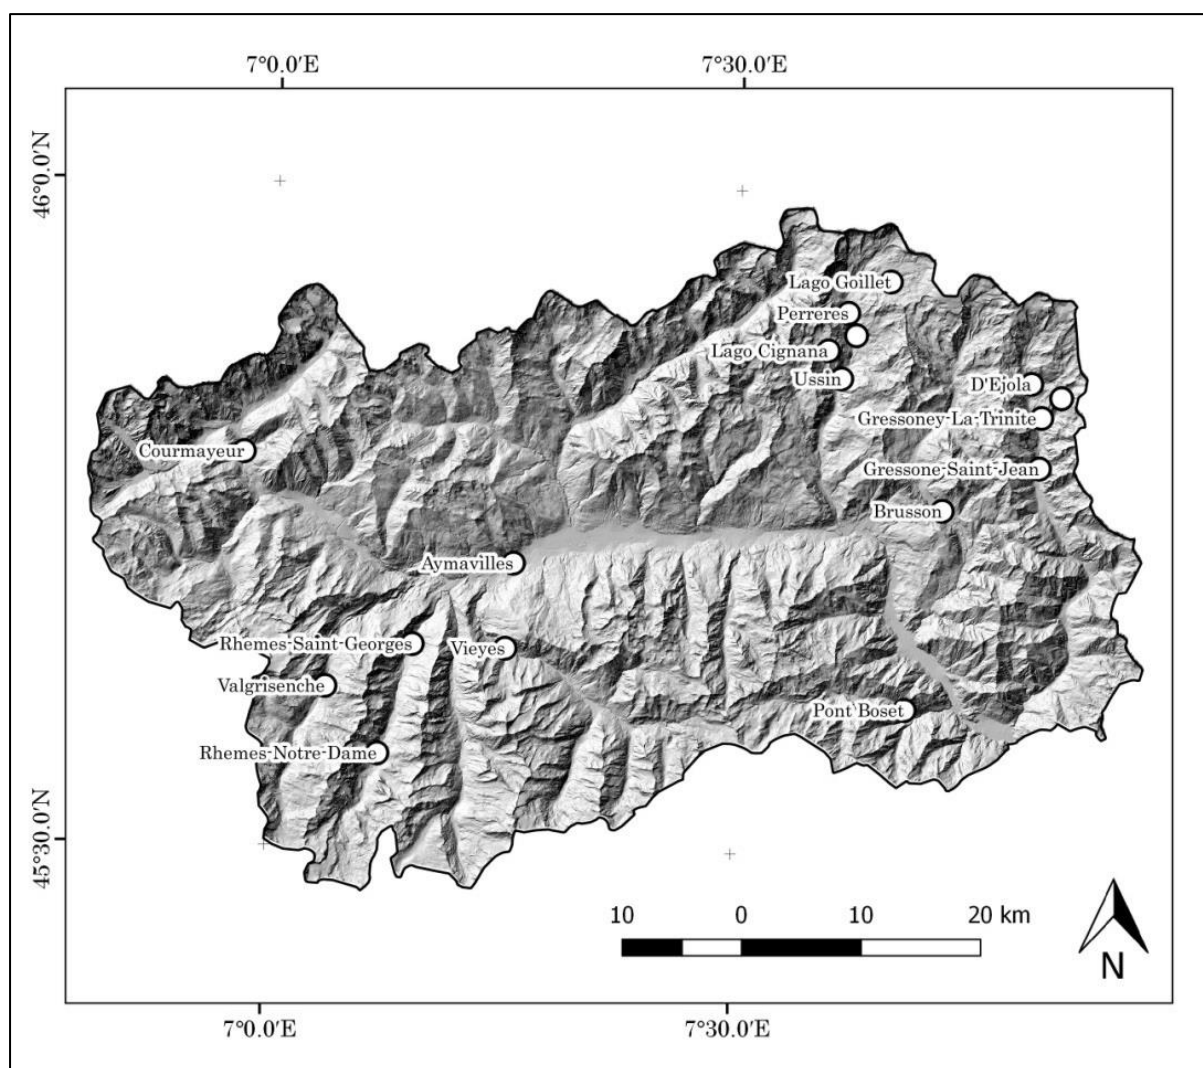 7°0.0′E
7°30.0′E
46°0.0′N
Lago Goillet
Perreres
Lago Cignana
Ussin
D'Ejola
Gressoney-La-Trinite
Courmayeur
Gressone-Saint-Jean
Brusson
Aymavilles
Rhemes-Saint-Georges
Vieyes
Valgrisenche
Pont Boset
Rhemes-Notre-Dame
45°30.0′N
10 0 10 20 km
N
7°0.0′E
7°30.0′E